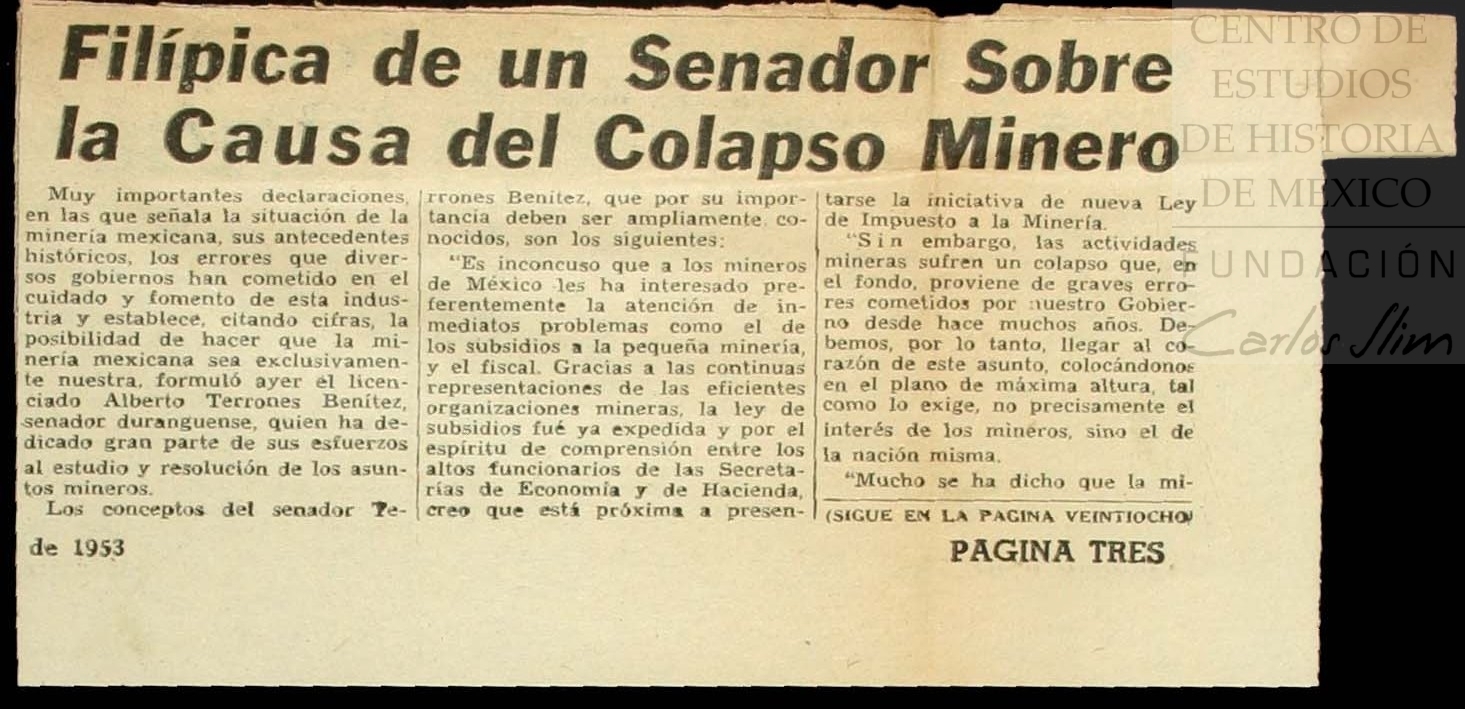 Filípica de un Senador Sobre
la Causa del Colapso Minero
Muy importantes declaraciones,
en las que señala la situación de la
minería mexicana, sus antecedentes
históricos, los errores que diver-
sos gobiernos han cometido en el
cuidado y fomento de esta indus-
tria y establece, citando cifras, la
posibilidad de hacer que la mi-
nería mexicana sea exclusivamen-
te nuestra, formuló ayer el licen-
ciado Alberto Terrones Benítez,
senador duranguense, quien ha de-
dicado gran parte de sus esfuerzos
al estudio y resolución de los asun-
tos mineros.
Los conceptos del senador Te-
rrones Benítez, que por su impor-
tancia deben ser ampliamente co-
nocidos, son los siguientes:
"Es inconcuso que a los mineros
de México les ha interesado pre-
ferentemente la atención de in-
mediatos problemas como el de
los subsidios a la pequeña minería,
y el fiscal. Gracias a las continuas
representaciones de las eficientes
organizaciones mineras, la ley de
subsidios fué ya expedida y por el
espíritu de comprensión entre los
altos funcionarios de las Secreta-
rías de Economía y de Hacienda,
creo que está próxima a presen-
tarse la iniciativa de nueva Ley
de Impuesto a la Minería.
"Sin embargo, las actividades
mineras sufren un colapso que, en
el fondo, proviene de graves erro-
res cometidos por nuestro Gobier-
no desde hace muchos años. De-
bemos, por lo tanto, llegar al co-
razón de este asunto, colocándonos
en el plano de máxima altura, tal
como lo exige, no precisamente el
interés de los mineros, sino el de
la nación misma.
"Mucho se ha dicho que la mi-
(SIGUE EN LA PAGINA VEINTIOCHO)
de 1953
PAGINA TRES
CENTRO DE
ESTUDIOS
DE HISTORIA
DE MEXICO
FUNDACIÓN
Carlos Slim